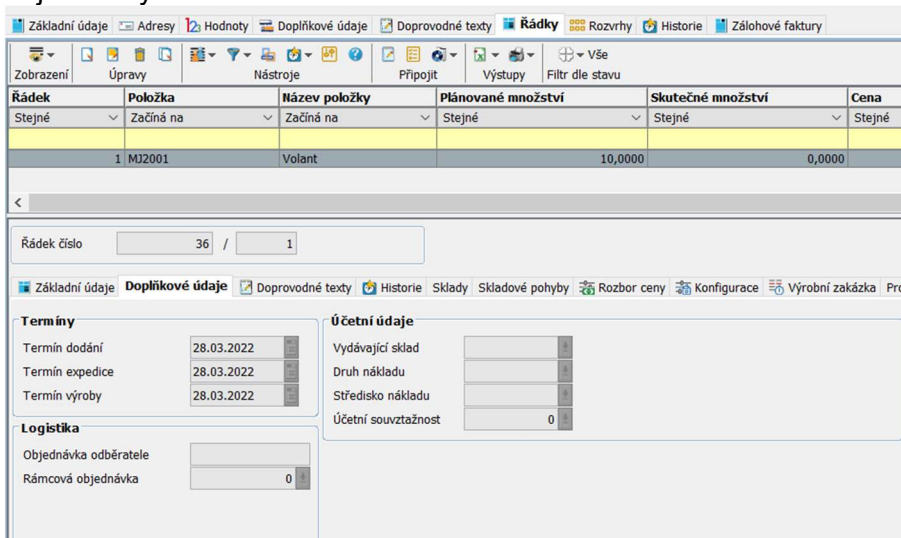 Základní údaje Adresy Hodnoty Doplňkové údaje Doprovodné texty Řádky Rozvrhy Historie Zálohové faktury
Vše
Zobrazení Úpravy Nástroje Připojit Výstupy Filtr dle stavu
Řádek Položka Název položky Plánované množství Skutečné množství Cena
Stejné Začíná na Začíná na Stejné Stejné Stejné
1 MJ2001 Volant 10,0000 0,0000
Řádek číslo 36 / 1
Základní údaje Doplňkové údaje Doprovodné texty Historie Sklady Skladové pohyby Rozbor ceny Konfigurace Výrobní zakázka
Termíny
Termín dodání 28.03.2022
Termín expedice 28.03.2022
Termín výroby 28.03.2022
Logistika
Objednávka odběratele
Rámcová objednávka 0
Účetní údaje
Vydávající sklad
Druh nákladu
Středisko nákladu
Účetní souvztažnost 0